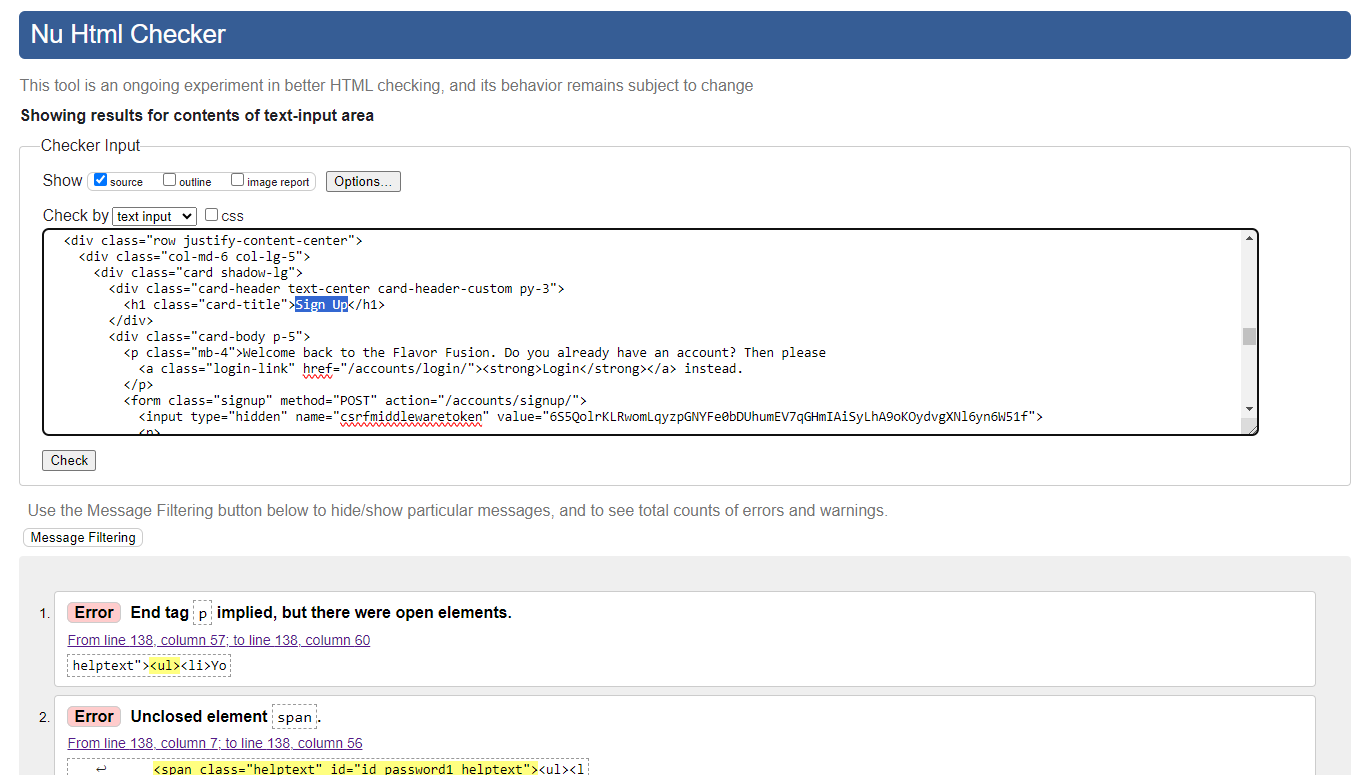 Nu Html Checker
This tool is an ongoing experiment in better HTML checking, and its behavior remains subject to change
Showing results for contents of text-input area
Checker Input
Show source outline image report Options...
Check by text input css
<div class="row justify-content-center">
<div class="col-md-6 col-lg-5">
<div class="card shadow-lg">
<div class="card-header text-center card-header-custom py-3">
<h1 class="card-title">Sign Up</h1>
</div>
<div class="card-body p-5">
<p class="mb-4">Welcome back to the Flavor Fusion. Do you already have an account? Then please
<a class="login-link" href="/accounts/login/"><strong>Login</strong></a> instead.
</p>
<form class="signup" method="POST" action="/accounts/signup/">
<input type="hidden" name="csrfmiddlewaretoken" value="6S5QolrKLRwomLqyzpGNYFe0bDUhumEV7qGHmIAiSyLhA9oKOydvgXNl6yn6W51f">
<p>
Check
Use the Message Filtering button below to hide/show particular messages, and to see total counts of errors and warnings.
Message Filtering
1. Error End tag p implied, but there were open elements.
From line 138, column 57; to line 138, column 60
helptext"><ul><li>Yo
2. Error Unclosed element span.
From line 138, column 7; to line 138, column 56
↩ <span class="helptext" id="id_password1_helptext"><ul><l